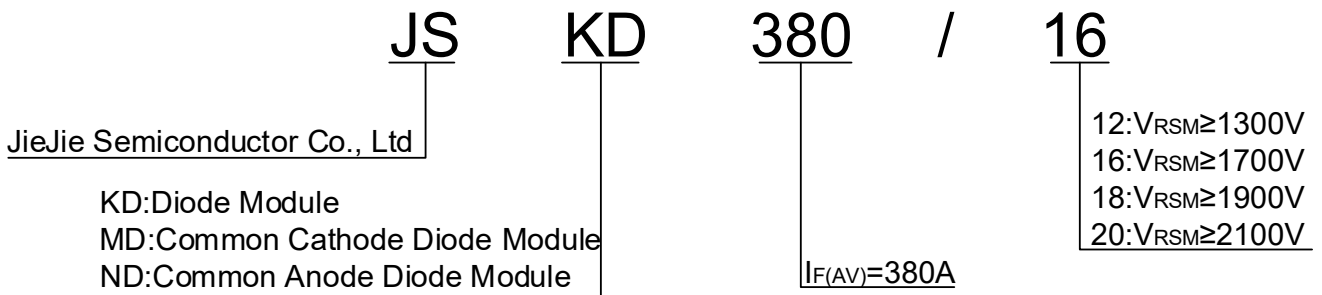 JS KD 380 / 16
JieJie Semiconductor Co., Ltd
KD:Diode Module
MD:Common Cathode Diode Module
ND:Common Anode Diode Module
IF(AV)=380A
12:VRSM≥1300V
16:VRSM≥1700V
18:VRSM≥1900V
20:VRSM≥2100V